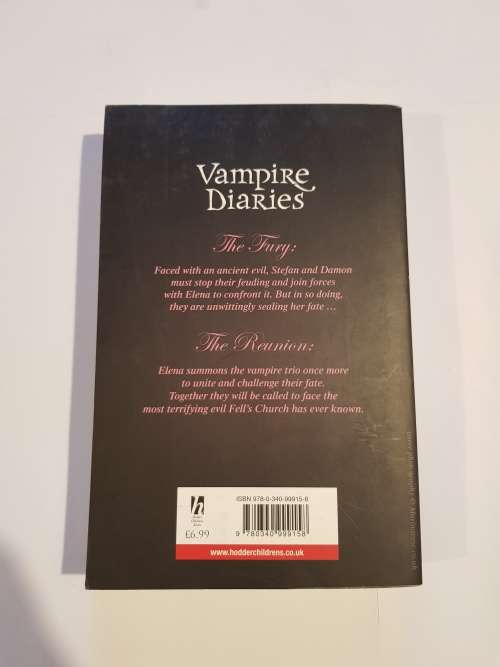 Vampire
Diaries
The Fury:
Faced with an ancient evil, Stefan and Damon
must stop their feuding and join forces
with Elena to confront it. But in so doing,
they are unwittingly sealing her fate ...
The Reunion:
Elena summons the vampire trio once more
to unite and challenge their fate.
Together they will be called to face the
most terrifying evil Fell's Church has ever known.
ISBN 978-0-340-99915-8
h
£6.99
9 780340 999158
www.hodderchildrens.co.uk